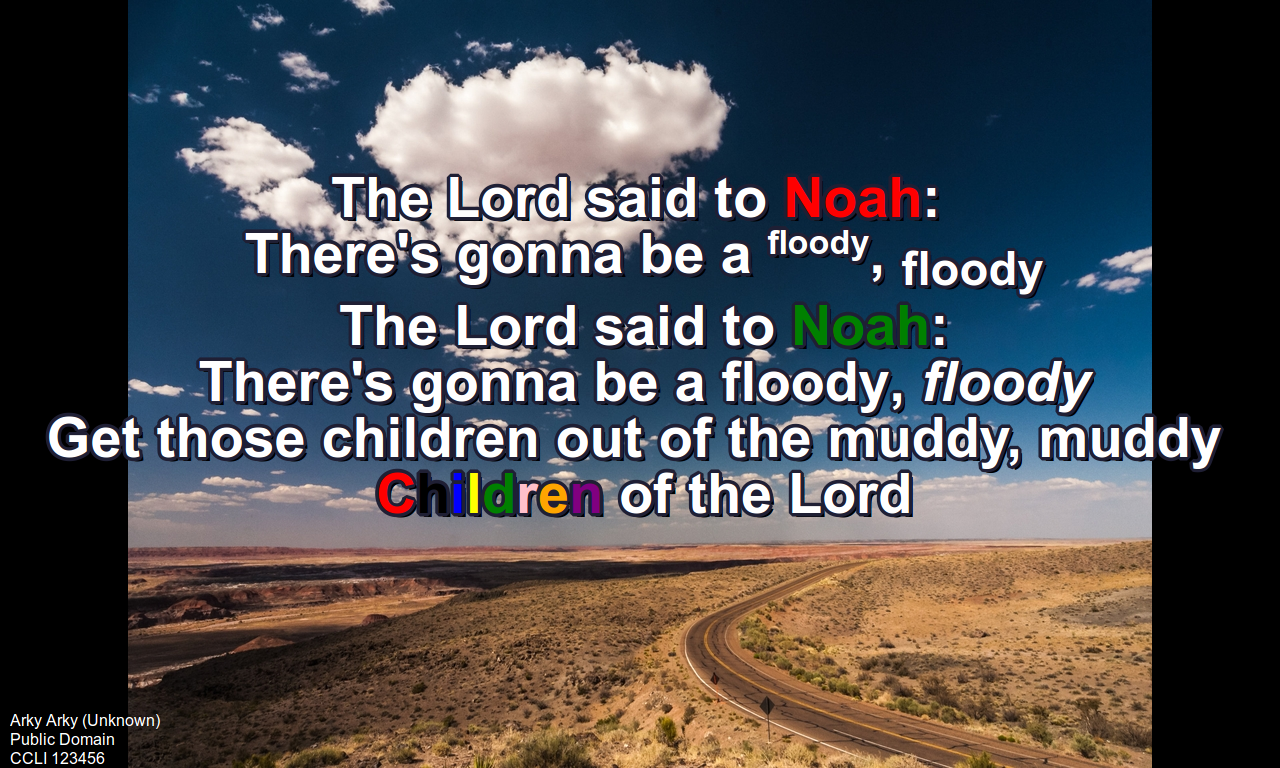 The Lord said to Noah:
There's gonna be a floody, floody
The Lord said to Noah:
There's gonna be a floody, floody
Get those children out of the muddy, muddy
Children of the Lord
Arky Arky (Unknown)
Public Domain
CCLI 123456